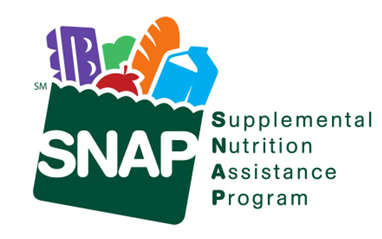 SM
SNAP
Supplemental
Nutrition
Assistance
Program